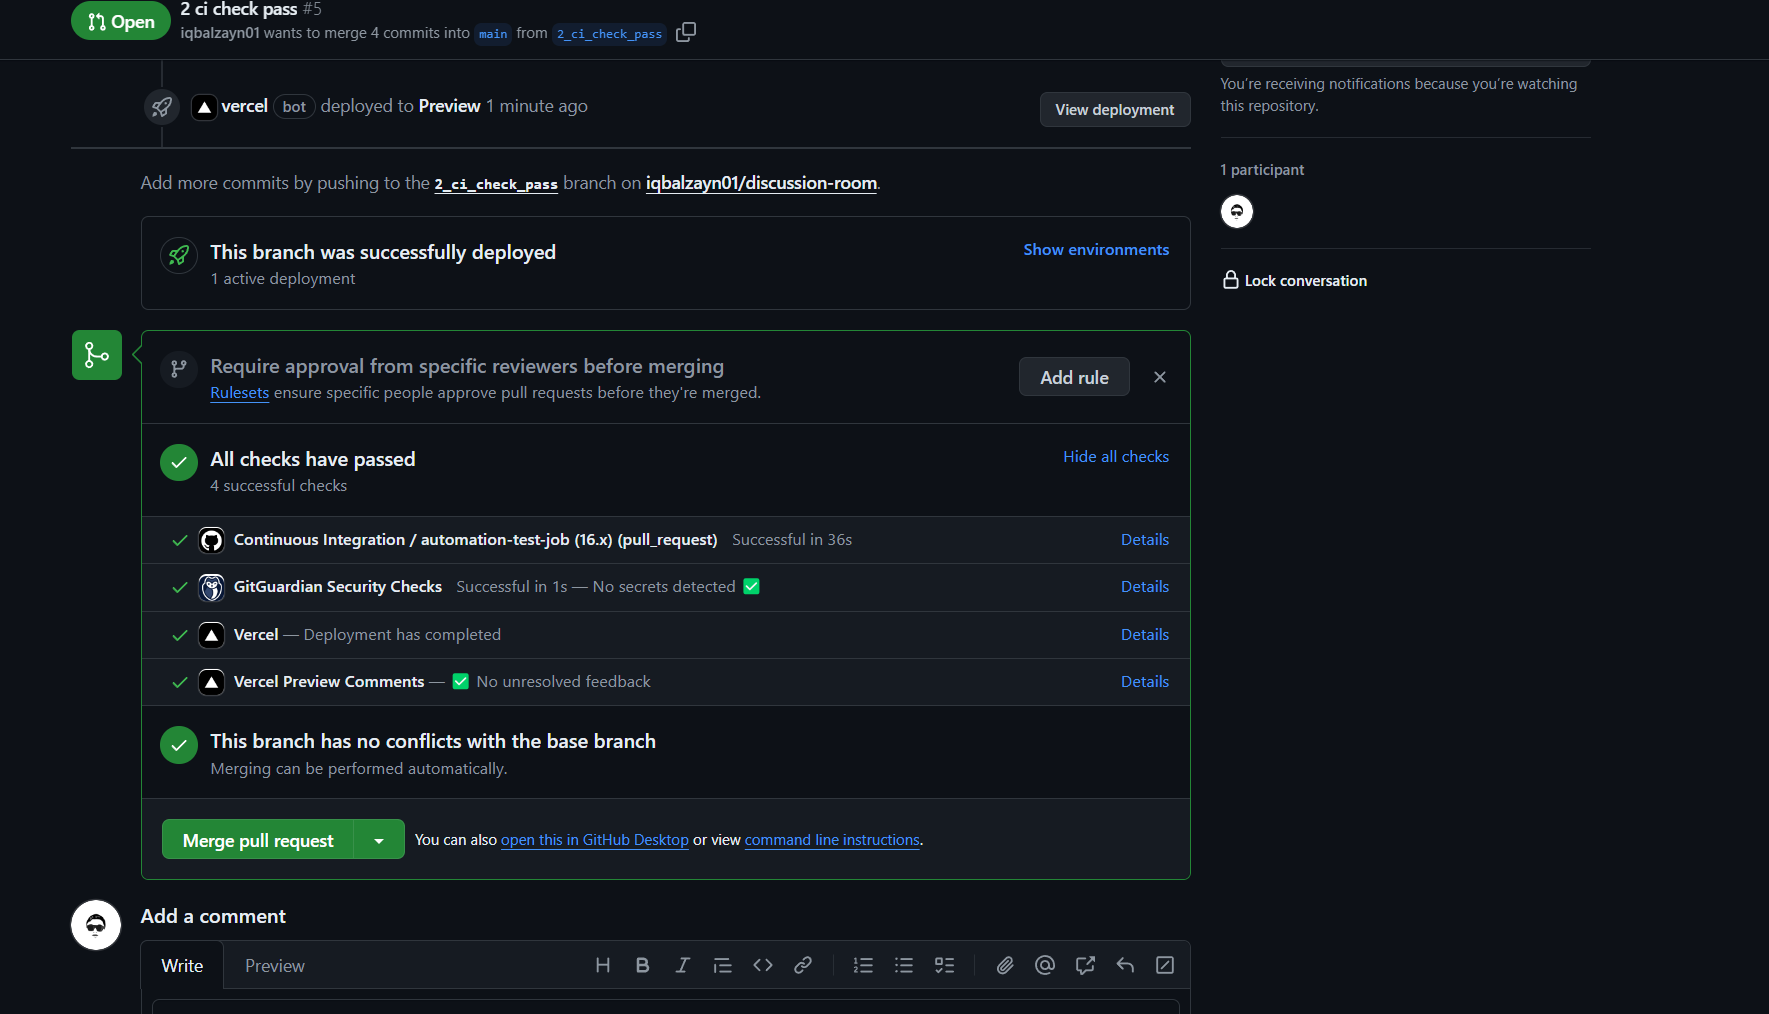 Open
2 ci check pass #5
iqbalzayn01 wants to merge 4 commits into main from 2_ci_check_pass
vercel bot deployed to Preview 1 minute ago
View deployment
Add more commits by pushing to the 2_ci_check_pass branch on iqbalzayn01/discussion-room.
This branch was successfully deployed
1 active deployment
Show environments
Require approval from specific reviewers before merging
Rulesets ensure specific people approve pull requests before they're merged.
Add rule
All checks have passed
4 successful checks
Hide all checks
Continuous Integration / automation-test-job (16.x) (pull_request) Successful in 36s
Details
GitGuardian Security Checks Successful in 1s — No secrets detected ✅
Details
Vercel — Deployment has completed
Details
Vercel Preview Comments — ✅ No unresolved feedback
Details
This branch has no conflicts with the base branch
Merging can be performed automatically.
Merge pull request
You can also open this in GitHub Desktop or view command line instructions.
Add a comment
Write
Preview
You're receiving notifications because you're watching
this repository.
1 participant
Lock conversation